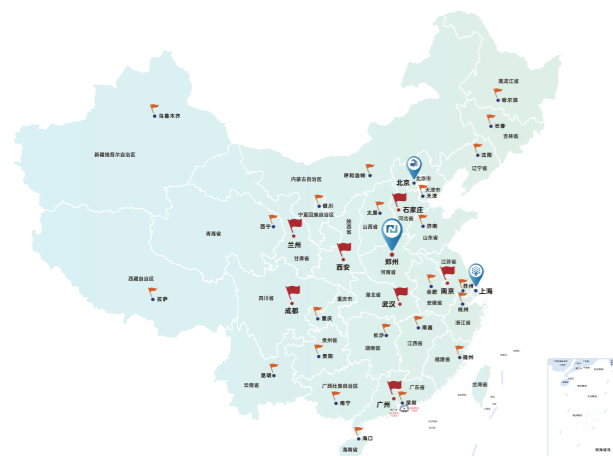 黑龙江省
哈尔滨
长春
吉林省
乌鲁木齐
沈阳
新疆维吾尔自治区
辽宁省
内蒙古自治区
呼和浩特
北京
北京市
天津市
天津
银川
石家庄
太原
宁夏回族自治区
河北省
西宁
陕西省
山西省
济南
青海省
山东省
兰州
甘肃省
西安
郑州
河南省
江苏省
西藏自治区
苏州
南京
上海
合肥
拉萨
四川省
重庆市
湖北省
武汉
安徽省
成都
杭州
重庆
浙江省
南昌
长沙
贵州省
江西省
湖南省
贵阳
福建省
福州
昆明
云南省
广西壮族自治区
广东省
台湾省
南宁
广州
深圳
海口
海南省
南海诸岛